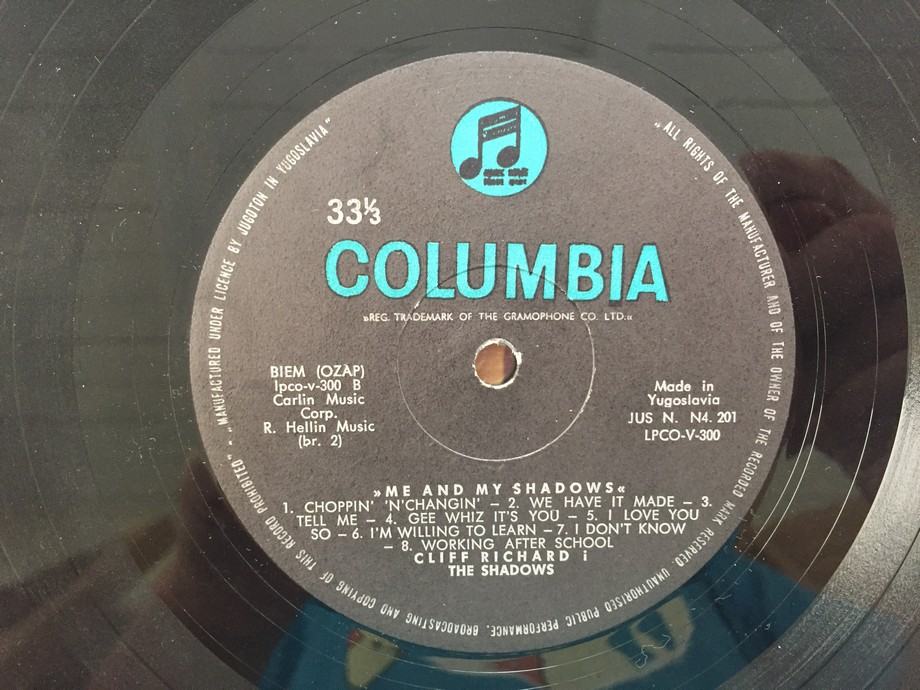 „MANUFACTURED UNDER LICENCE BY JUGOTON IN YUGOSLAVIA“
„ALL RIGHTS OF THE MANUFACTURER AND OF THE OWNER OF THE RECORDED MARK RESERVED. UNAUTHORISED PUBLIC PERFORMANCE. BROADCASTING AND COPYING OF THIS RECORD PROHIBITED“
33⅓
COLUMBIA
»REG. TRADEMARK OF THE GRAMOPHONE CO. LTD.«
BIEM (OZAP)
lpco-v-300 B
Carlin Music
Corp.
R. Hellin Music
(br. 2)
Made in
Yugoslavia
JUS N. N4. 201
LPCO-V-300
»ME AND MY SHADOWS«
1. CHOPPIN' 'N'CHANGIN' – 2. WE HAVE IT MADE – 3.
TELL ME – 4. GEE WHIZ IT'S YOU – 5. I LOVE YOU
SO – 6. I'M WILLING TO LEARN – 7. I DON'T KNOW
– 8. WORKING AFTER SCHOOL
CLIFF RICHARD i
THE SHADOWS